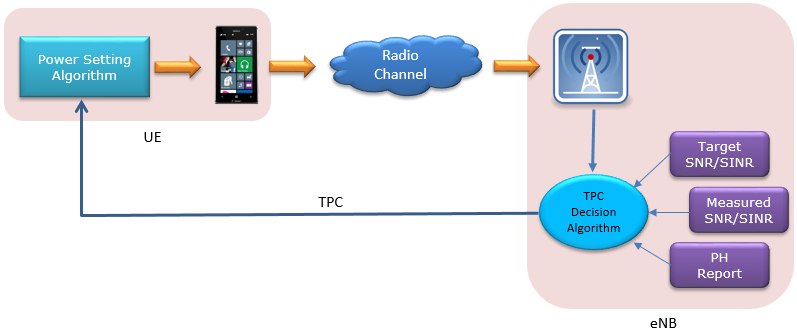 Power Setting
Algorithm
Radio
Channel
UE
TPC
TPC
Decision
Algorithm
Target
SNR/SINR
Measured
SNR/SINR
PH
Report
eNB